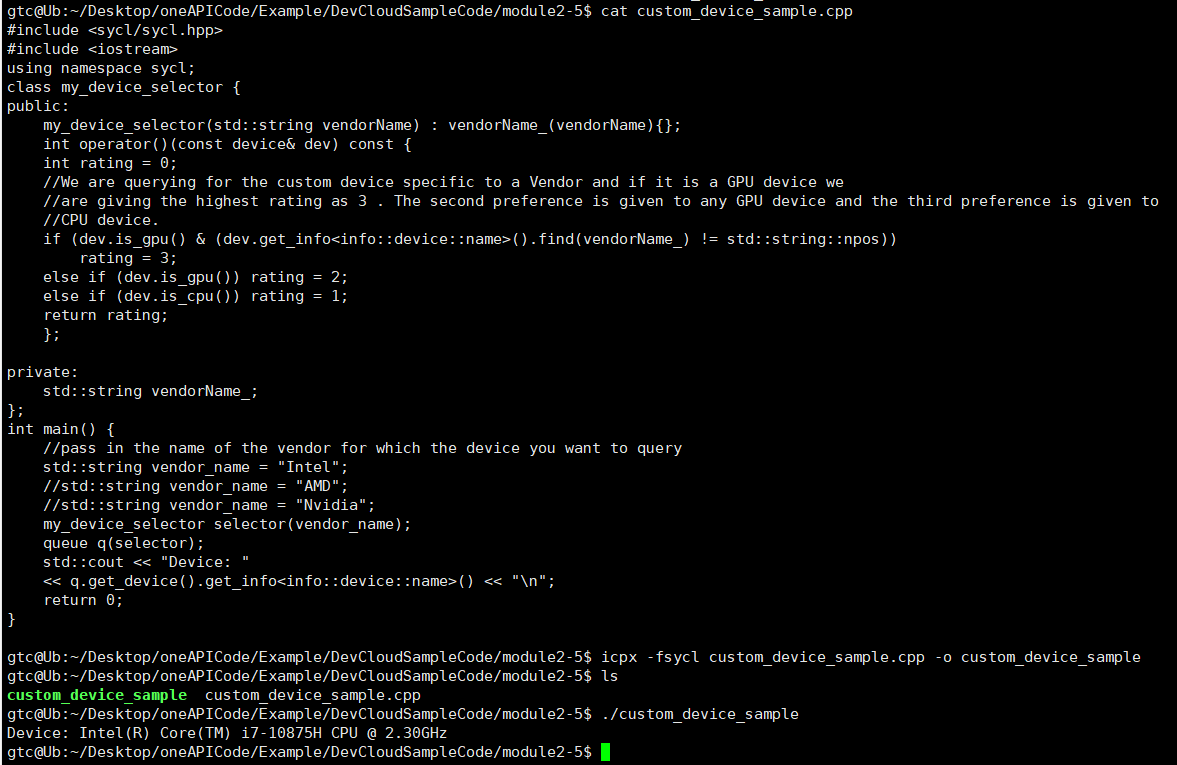 gtc@Ub:~/Desktop/oneAPICode/Example/DevCloudSampleCode/module2-5$ cat custom_device_sample.cpp
#include <sycl/sycl.hpp>
#include <iostream>
using namespace sycl;
class my_device_selector {
public:
    my_device_selector(std::string vendorName) : vendorName_(vendorName){};
    int operator()(const device& dev) const {
    int rating = 0;
    //We are querying for the custom device specific to a Vendor and if it is a GPU device we
    //are giving the highest rating as 3 . The second preference is given to any GPU device and the third preference is given to
    //CPU device.
    if (dev.is_gpu() & (dev.get_info<info::device::name>().find(vendorName_) != std::string::npos))
        rating = 3;
    else if (dev.is_gpu()) rating = 2;
    else if (dev.is_cpu()) rating = 1;
    return rating;
    };

private:
    std::string vendorName_;
};
int main() {
    //pass in the name of the vendor for which the device you want to query
    std::string vendor_name = "Intel";
    //std::string vendor_name = "AMD";
    //std::string vendor_name = "Nvidia";
    my_device_selector selector(vendor_name);
    queue q(selector);
    std::cout << "Device: "
    << q.get_device().get_info<info::device::name>() << "\n";
    return 0;
}

gtc@Ub:~/Desktop/oneAPICode/Example/DevCloudSampleCode/module2-5$ icpx -fsycl custom_device_sample.cpp -o custom_device_sample
gtc@Ub:~/Desktop/oneAPICode/Example/DevCloudSampleCode/module2-5$ ls
custom_device_sample  custom_device_sample.cpp
gtc@Ub:~/Desktop/oneAPICode/Example/DevCloudSampleCode/module2-5$ ./custom_device_sample
Device: Intel(R) Core(TM) i7-10875H CPU @ 2.30GHz
gtc@Ub:~/Desktop/oneAPICode/Example/DevCloudSampleCode/module2-5$